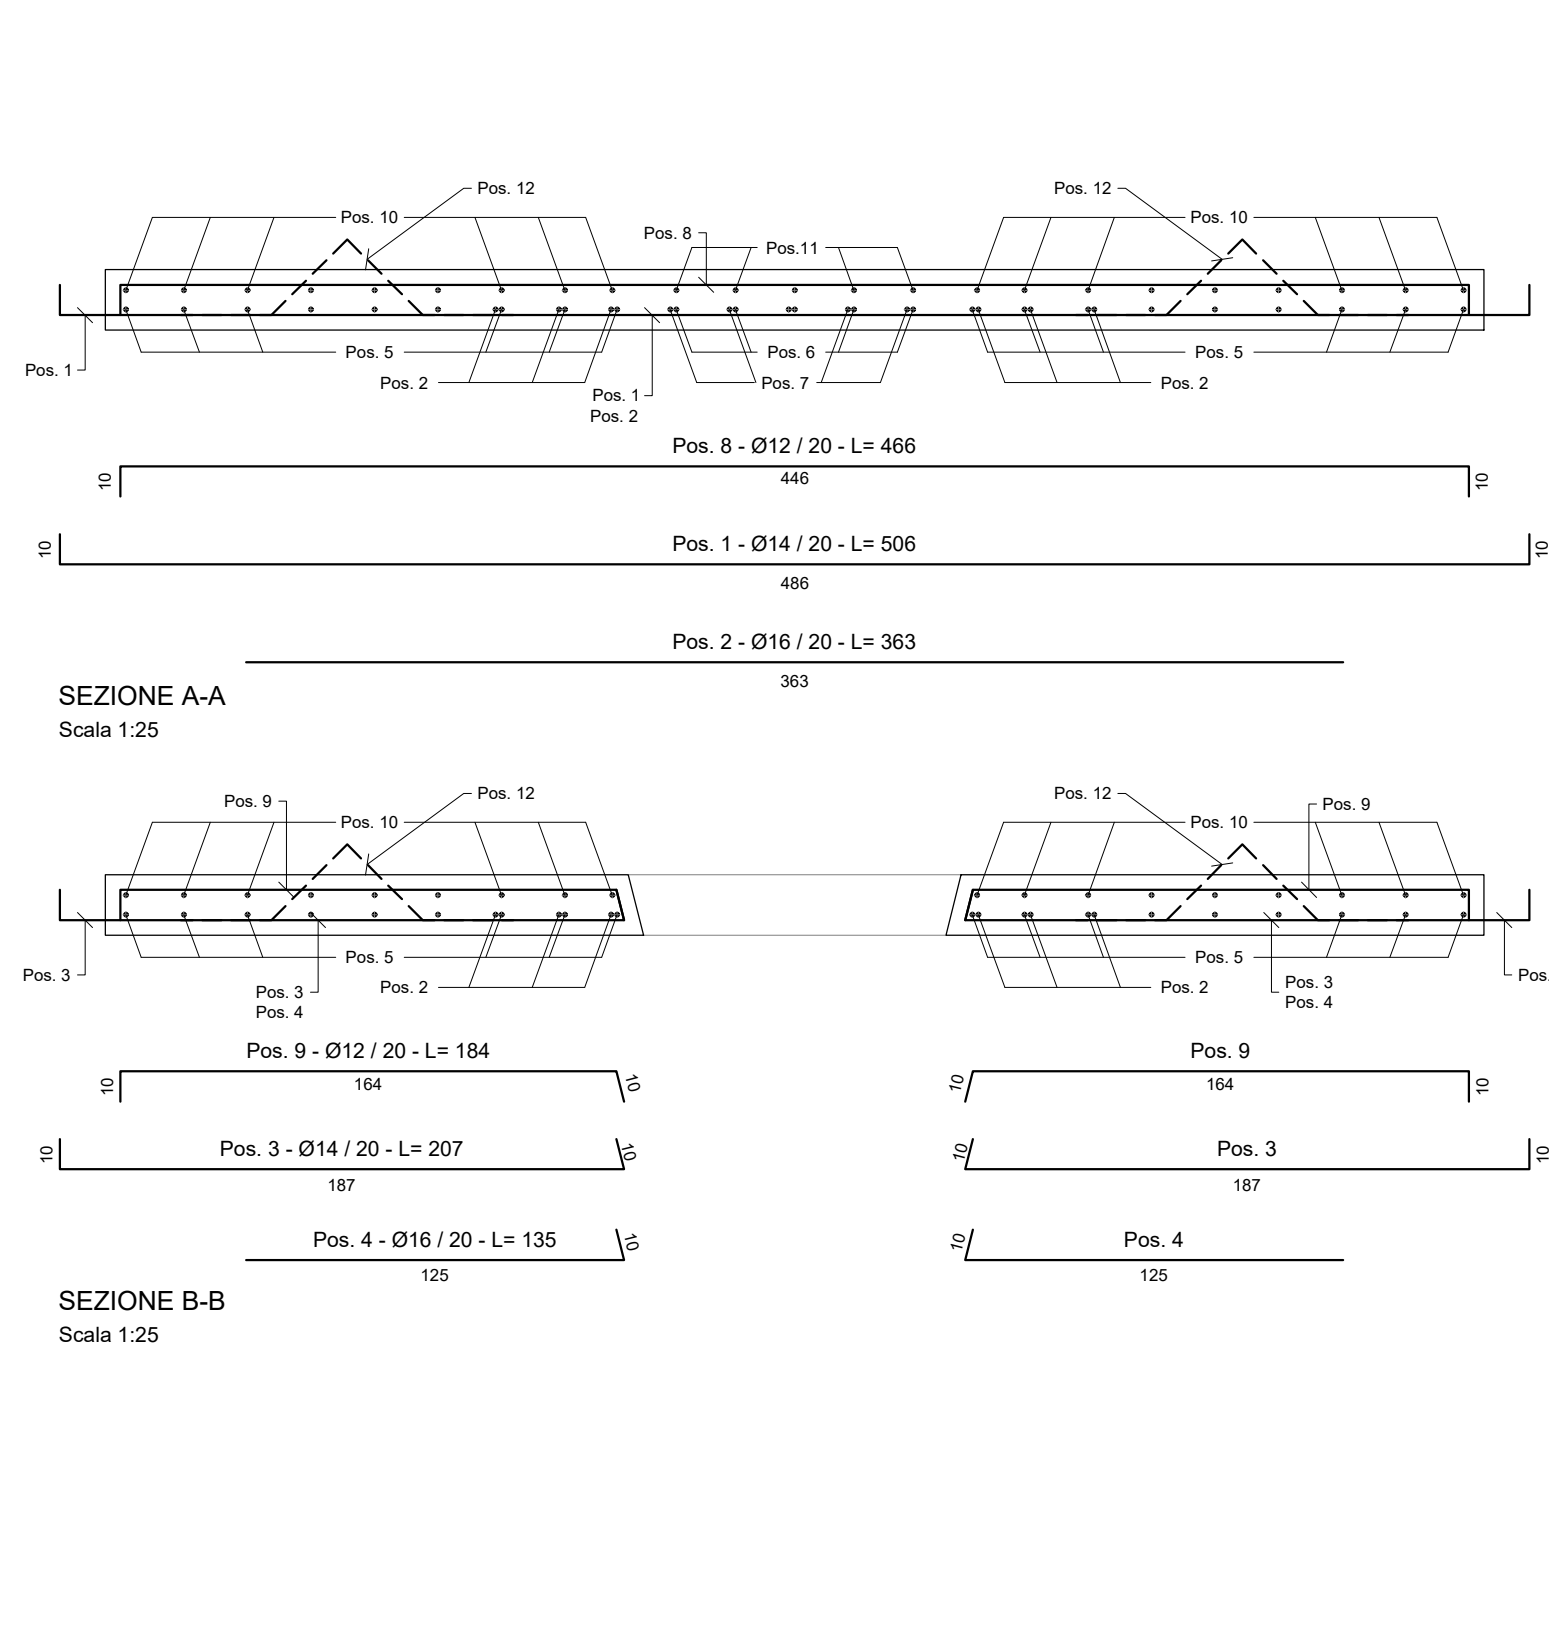 Pos. 12
Pos. 12
Pos. 10
Pos. 10
Pos. 8
Pos.11
Pos. 5
Pos. 6
Pos. 5
Pos. 1
Pos. 2
Pos. 7
Pos. 2
Pos. 1
Pos. 2
Pos. 8 - Ø12 / 20 - L= 466
10
446
10
Pos. 1 - Ø14 / 20 - L= 506
10
486
10
Pos. 2 - Ø16 / 20 - L= 363
363
SEZIONE A-A
Scala 1:25
Pos. 12
Pos. 12
Pos. 9
Pos. 9
Pos. 10
Pos. 10
Pos. 5
Pos. 5
Pos. 3
Pos.
Pos. 2
Pos. 2
Pos. 3
Pos. 4
Pos. 3
Pos. 4
Pos. 9 - Ø12 / 20 - L= 184
10
164
10
Pos. 9
10
164
10
Pos. 3 - Ø14 / 20 - L= 207
10
187
10
Pos. 3
10
187
10
Pos. 4 - Ø16 / 20 - L= 135
125
10
Pos. 4
10
125
SEZIONE B-B
Scala 1:25